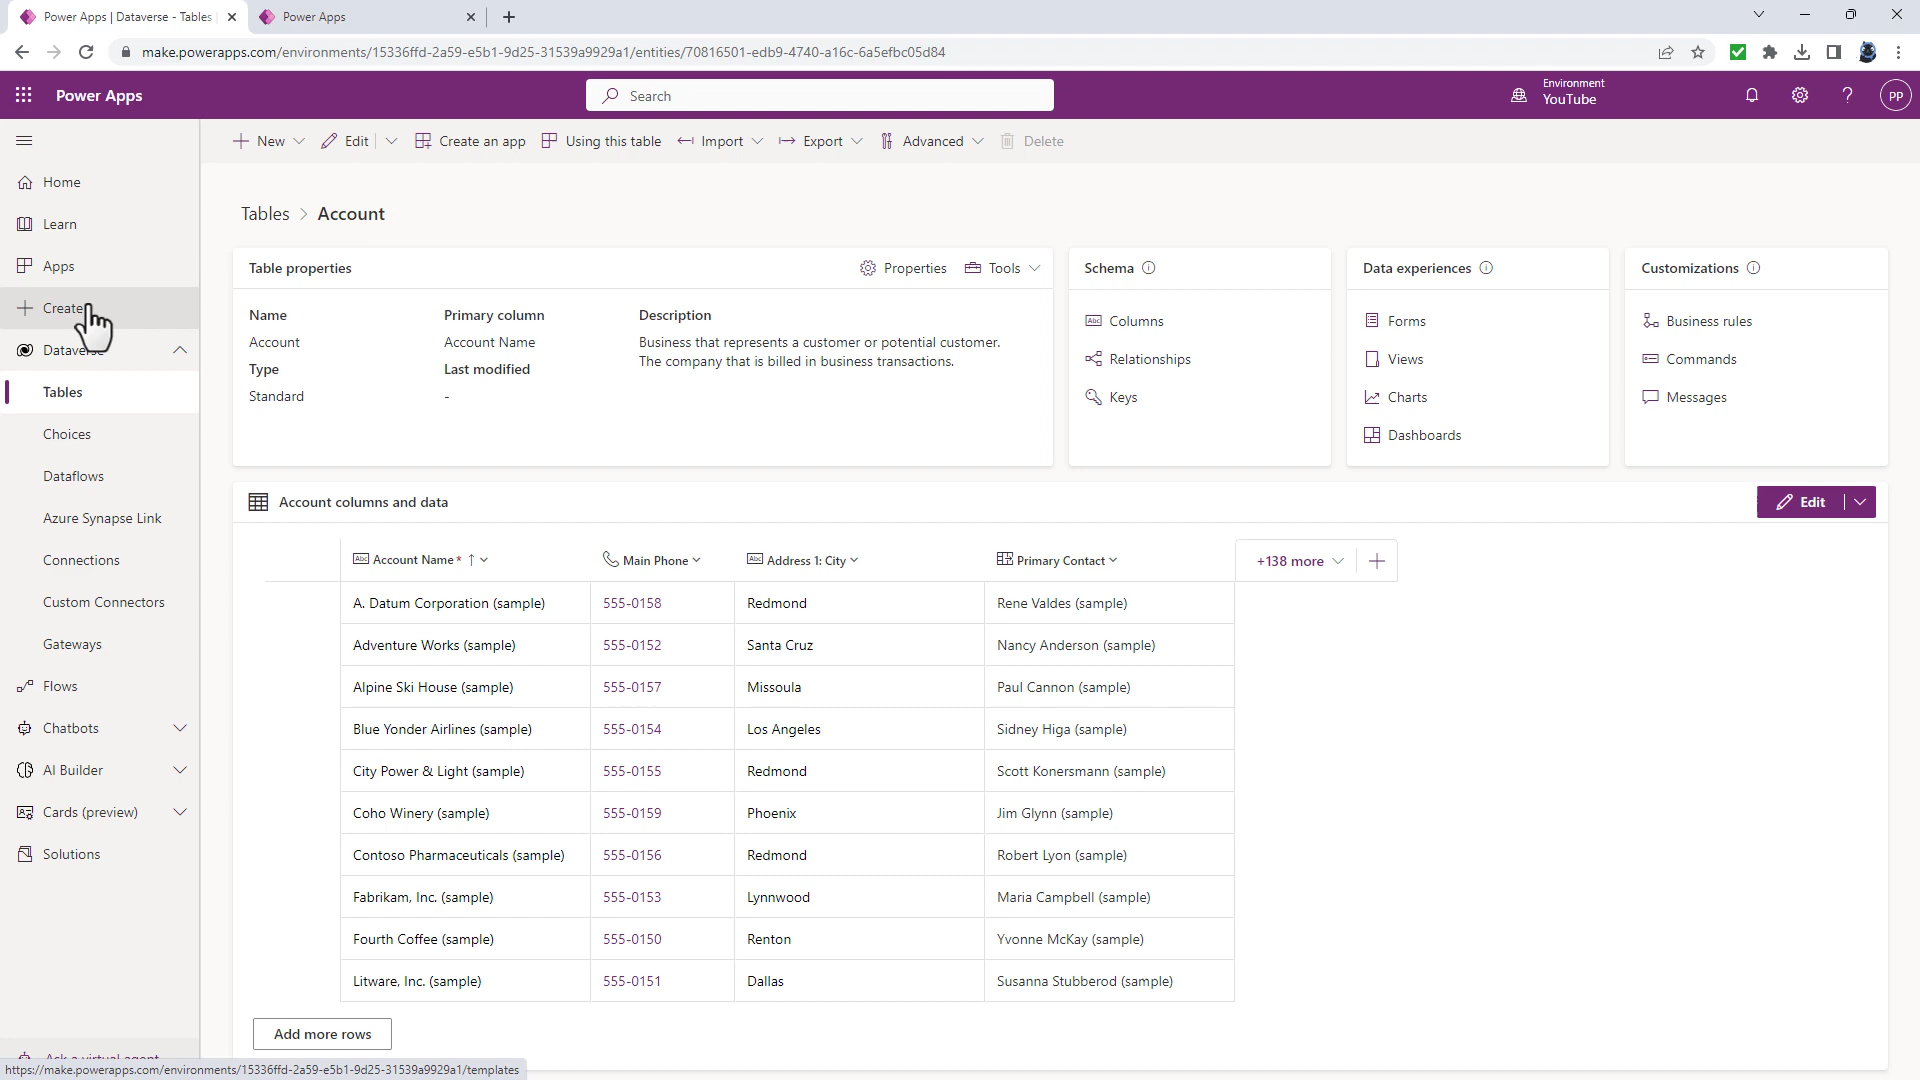 Power Apps | Dataverse - Tables
Power Apps
make.powerapps.com/environments/15336ffd-2a59-e5b1-9d25-31539a9929a1/entities/70816501-edb9-4740-a16c-6a5efbc05d84
Power Apps
Search
Environment
YouTube
PP
New
Edit
Create an app
Using this table
Import
Export
Advanced
Delete
Home
Learn
Apps
Create
Dataverse
Tables
Choices
Dataflows
Azure Synapse Link
Connections
Custom Connectors
Gateways
Flows
Chatbots
AI Builder
Cards (preview)
Solutions
Ask a virtual agent
Tables > Account
Table properties
Properties
Tools
Name
Primary column
Description
Account
Account Name
Business that represents a customer or potential customer.
The company that is billed in business transactions.
Type
Last modified
Standard
-
Schema
Columns
Relationships
Keys
Data experiences
Forms
Views
Charts
Dashboards
Customizations
Business rules
Commands
Messages
Account columns and data
Edit
Account Name * ↑
Main Phone
Address 1: City
Primary Contact
+138 more
A. Datum Corporation (sample) 555-0158 Redmond Rene Valdes (sample)
Adventure Works (sample) 555-0152 Santa Cruz Nancy Anderson (sample)
Alpine Ski House (sample) 555-0157 Missoula Paul Cannon (sample)
Blue Yonder Airlines (sample) 555-0154 Los Angeles Sidney Higa (sample)
City Power & Light (sample) 555-0155 Redmond Scott Konersmann (sample)
Coho Winery (sample) 555-0159 Phoenix Jim Glynn (sample)
Contoso Pharmaceuticals (sample) 555-0156 Redmond Robert Lyon (sample)
Fabrikam, Inc. (sample) 555-0153 Lynnwood Maria Campbell (sample)
Fourth Coffee (sample) 555-0150 Renton Yvonne McKay (sample)
Litware, Inc. (sample) 555-0151 Dallas Susanna Stubberod (sample)
Add more rows
https://make.powerapps.com/environments/15336ffd-2a59-e5b1-9d25-31539a9929a1/templates